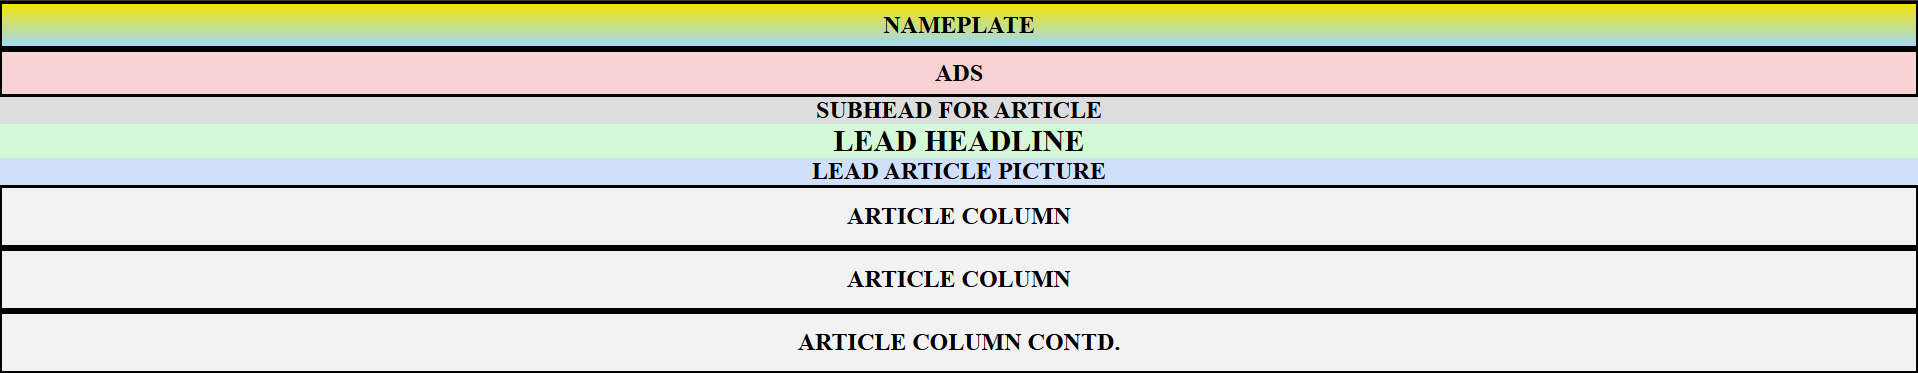 NAMEPLATE
ADS
SUBHEAD FOR ARTICLE
LEAD HEADLINE
LEAD ARTICLE PICTURE
ARTICLE COLUMN
ARTICLE COLUMN
ARTICLE COLUMN CONTD.